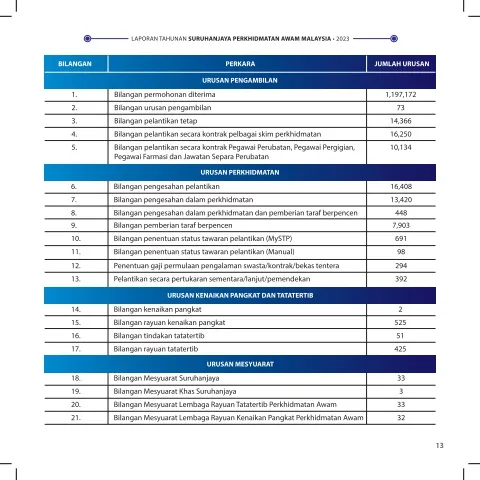 LAPORAN TAHUNAN SURUHANJAYA PERKHIDMATAN AWAM MALAYSIA • 2023
BILANGAN PERKARA JUMLAH URUSAN
URUSAN PENGAMBILAN
1. Bilangan permohonan diterima 1,197,172
2. Bilangan urusan pengambilan 73
3. Bilangan pelantikan tetap 14,366
4. Bilangan pelantikan secara kontrak pelbagai skim perkhidmatan 16,250
5. Bilangan pelantikan secara kontrak Pegawai Perubatan, Pegawai Pergigian, 10,134
Pegawai Farmasi dan Jawatan Separa Perubatan
URUSAN PERKHIDMATAN
6. Bilangan pengesahan pelantikan 16,408
7. Bilangan pengesahan dalam perkhidmatan 13,420
8. Bilangan pengesahan dalam perkhidmatan dan pemberian taraf berpencen 448
9. Bilangan pemberian taraf berpencen 7,903
10. Bilangan penentuan status tawaran pelantikan (MySTP) 691
11. Bilangan penentuan status tawaran pelantikan (Manual) 98
12. Penentuan gaji permulaan pengalaman swasta/kontrak/bekas tentera 294
13. Pelantikan secara pertukaran sementara/lanjut/pemendekan 392
URUSAN KENAIKAN PANGKAT DAN TATATERTIB
14. Bilangan kenaikan pangkat 2
15. Bilangan rayuan kenaikan pangkat 525
16. Bilangan tindakan tatatertib 51
17. Bilangan rayuan tatatertib 425
URUSAN MESYUARAT
18. Bilangan Mesyuarat Suruhanjaya 33
19. Bilangan Mesyuarat Khas Suruhanjaya 3
20. Bilangan Mesyuarat Lembaga Rayuan Tatatertib Perkhidmatan Awam 33
21. Bilangan Mesyuarat Lembaga Rayuan Kenaikan Pangkat Perkhidmatan Awam 32
13